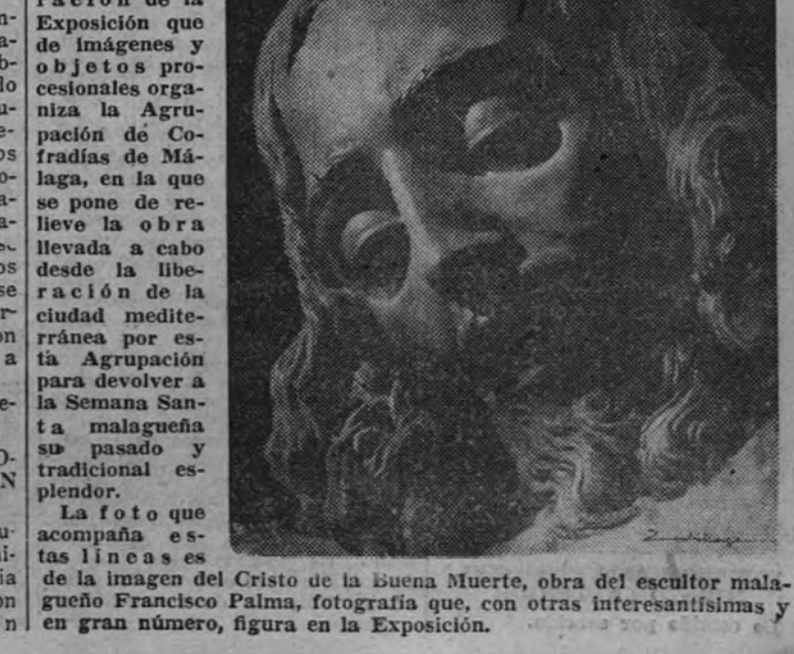 ración de la
Exposición que
de imágenes y
objetos pro-
cesionales orga-
niza la Agru-
pación de Co-
fradías de Má-
laga, en la que
se pone de re-
lieve la obra
llevada a cabo
desde la libe-
ración de la
ciudad medite-
rránea por es-
ta Agrupación
para devolver a
la Semana San-
ta malagueña
su pasado y
tradicional es-
plendor.
La foto que
acompaña es-
tas líneas es
de la imagen del Cristo de la Buena Muerte, obra del escultor mala-
gueño Francisco Palma, fotografía que, con otras interesantísimas y
en gran número, figura en la Exposición.